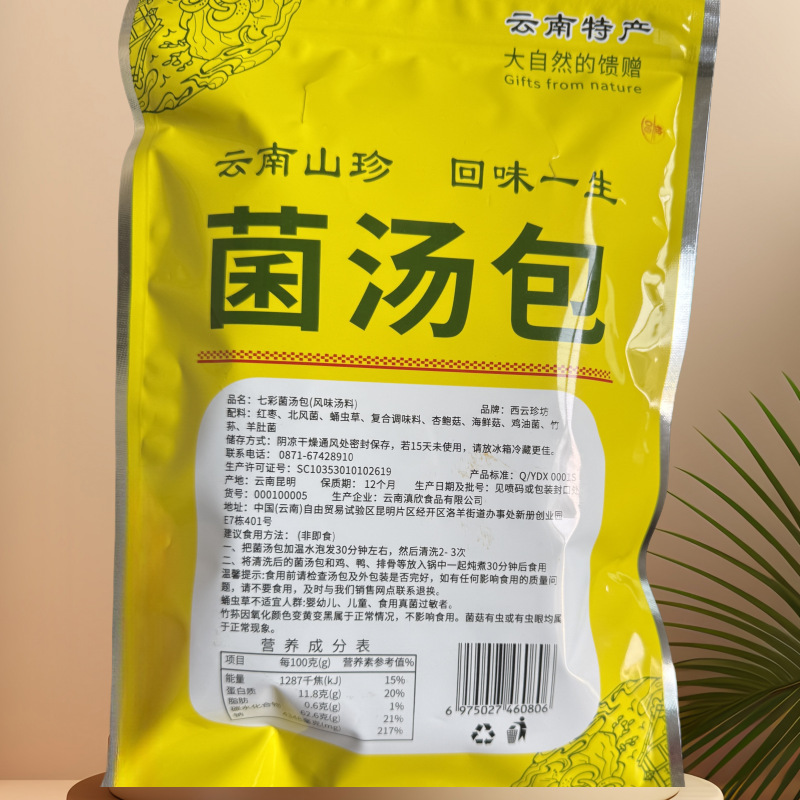 云南特产
大自然的馈赠
Gifts from nature
云南山珍 回味一生
菌汤包
品名：七彩菌汤包(风味汤料) 品牌：西云珍坊
配料：红枣、北风菌、蛹虫草、复合调味料、杏鲍菇、海鲜菇、鸡油菌、竹
荪、羊肚菌
储存方式：阴凉干燥通风处密封保存，若15天未使用，请放冰箱冷藏更佳。
联系电话： 0871-67428910
生产许可证号：SC10353010102619 产品标准：Q/YDX 0001S
产地：云南昆明 保质期： 12个月 生产日期及批号：见喷码或包装封口处
货号：000100005 生产企业：云南滇欣食品有限公司
地址：中国(云南)自由贸易试验区昆明片区经开区洛羊街道办事处新册创业园
E7栋401号
建议食用方法： (非即食)
一、把菌汤包加温水泡发30分钟左右，然后清洗2- 3次
二、将清洗后的菌汤包和鸡、鸭、排骨等放入锅中一起炖煮30分钟后食用
温馨提示:食用前请检查汤包及外包装是否完好，如有任何影响食用的质量问
题，请不要食用，及时与我们销售网点联系退换。
蛹虫草不适宜人群:婴幼儿、儿童、食用真菌过敏者。
竹荪因氧化颜色变黄变黑属于正常情况，不影响食用。菌菇有虫或有虫眼均属
于正常现象。
营养成分表
项目 每100克(g) 营养素参考值%
能量 1287千焦(kJ) 15%
蛋白质 11.8克(g) 20%
脂肪 0.6克(g) 1%
碳水化合物 62.6克(g) 21%
钠 217%
6 975027 460806